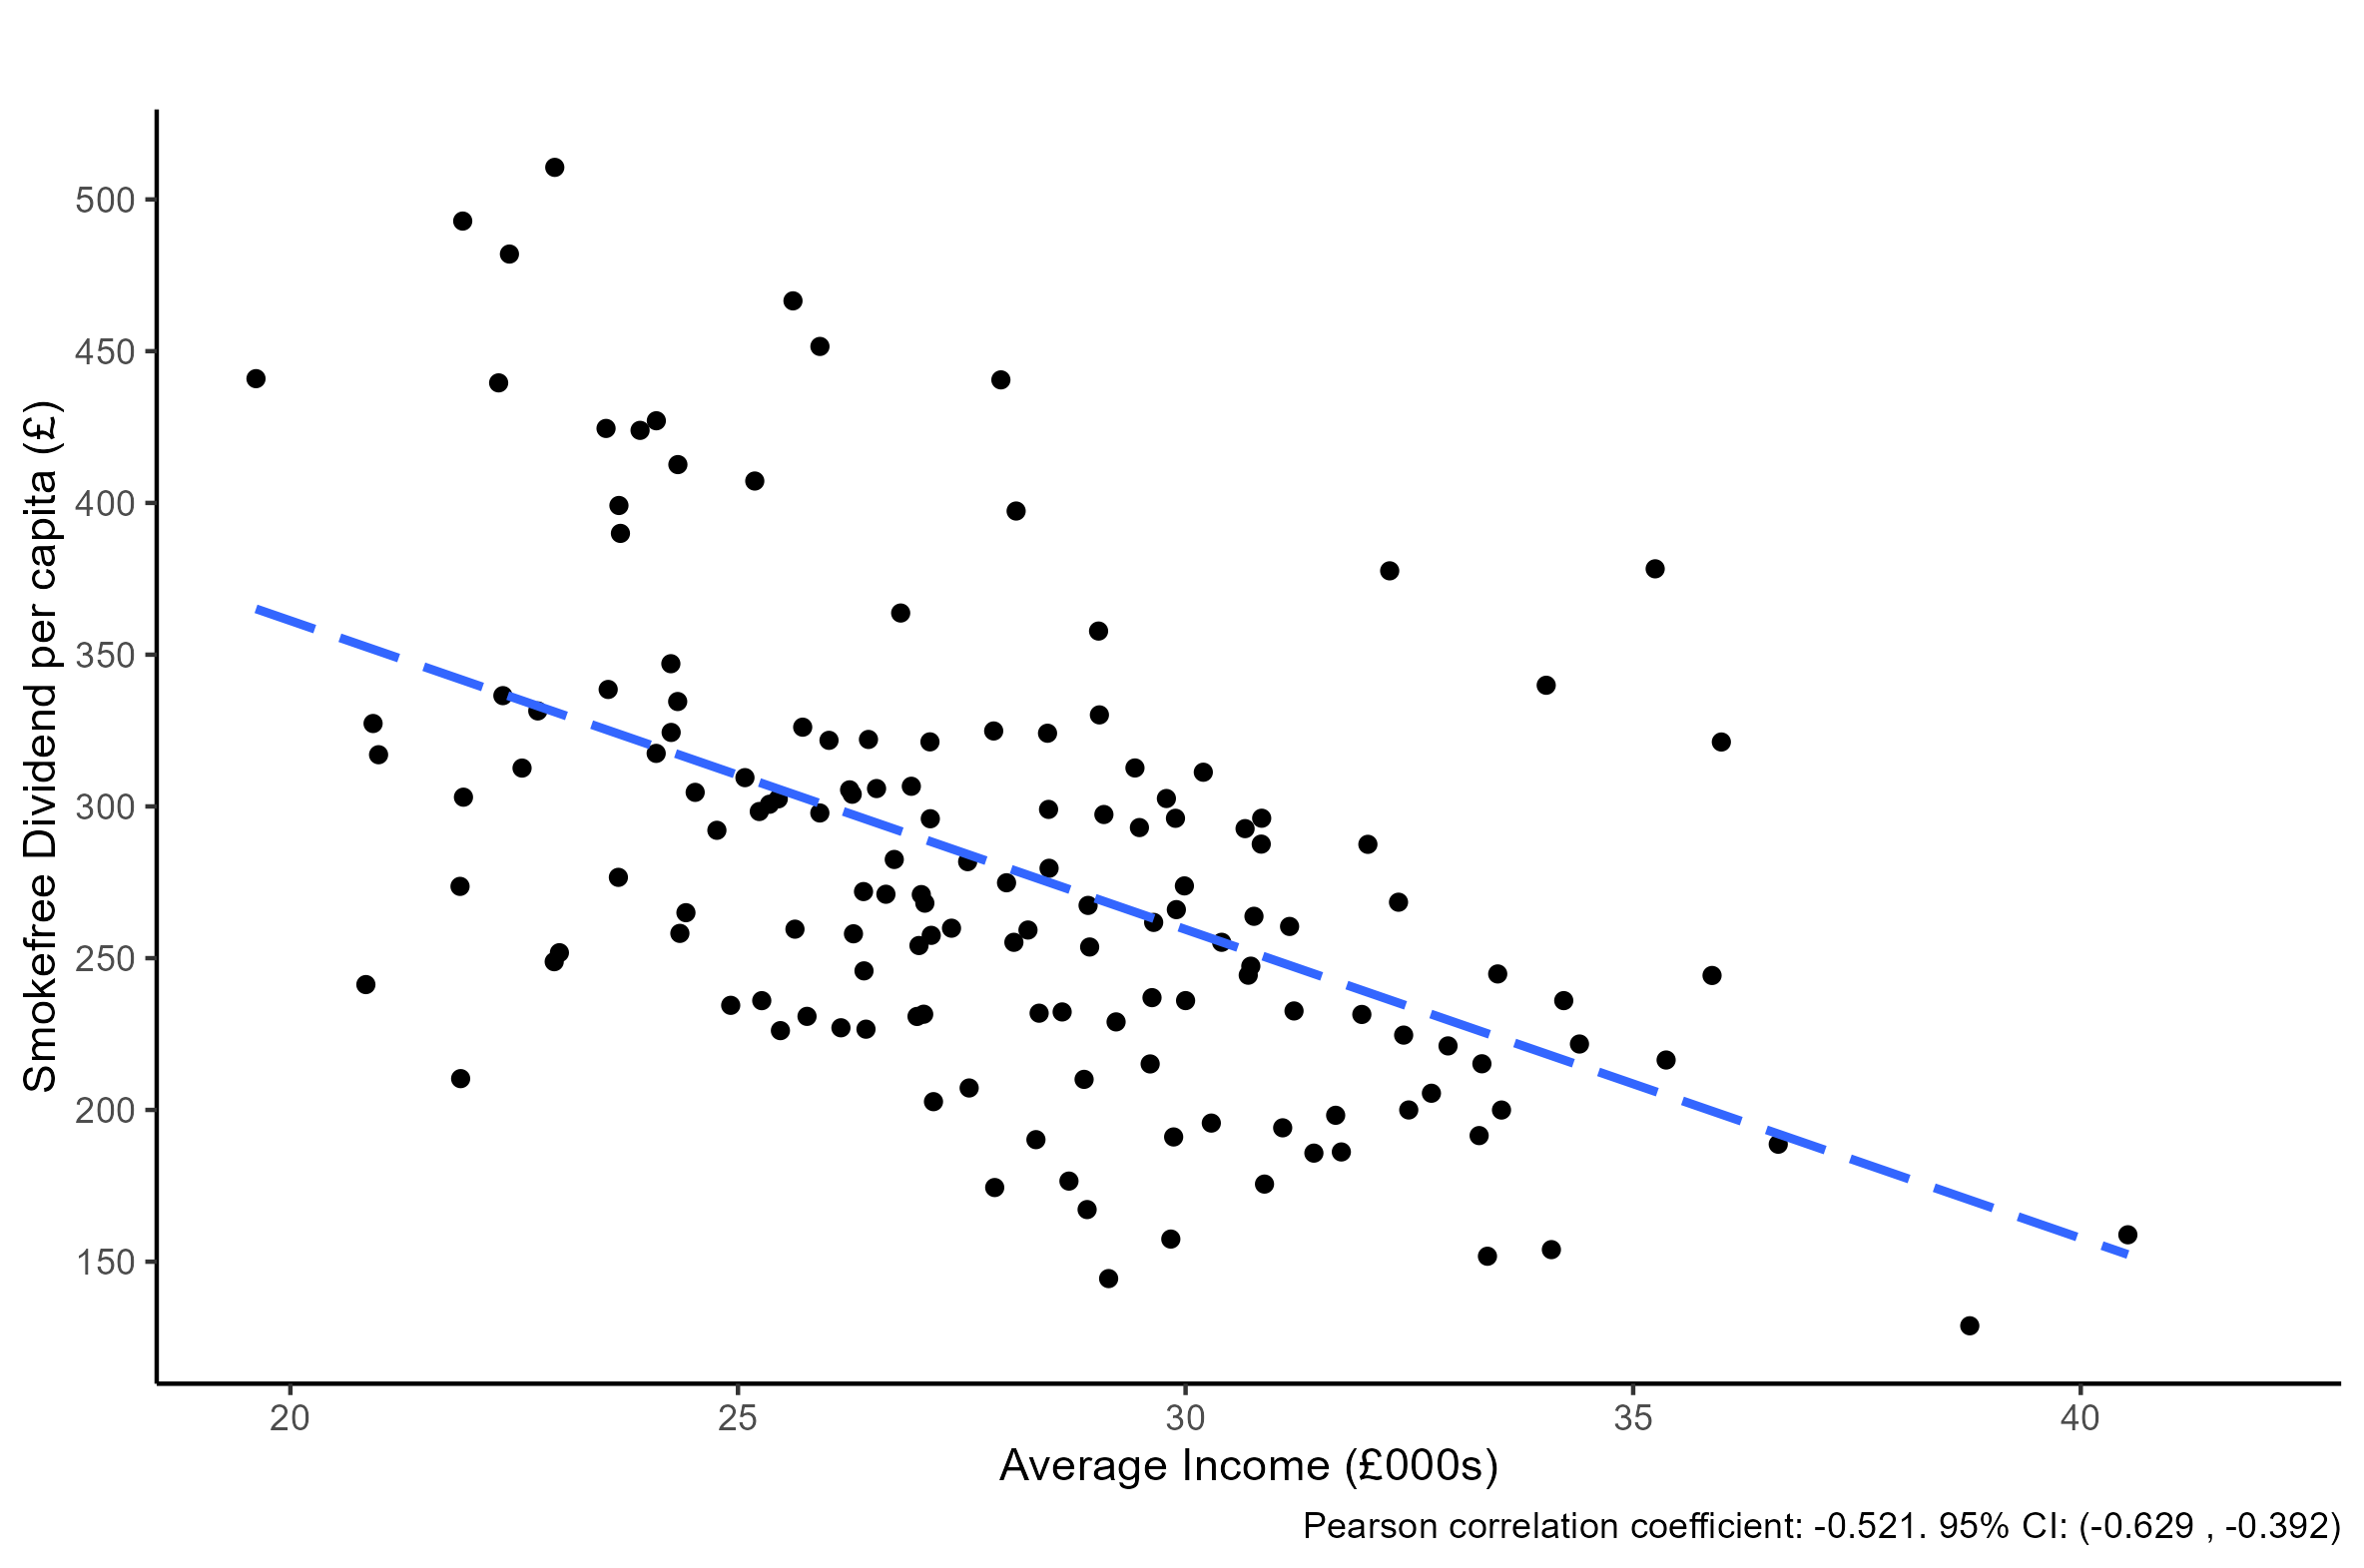 Smokefree Dividend per capita (£)
500
450
400
350
300
250
200
150
20 25 30 35 40
Average Income (£000s)
Pearson correlation coefficient: -0.521. 95% CI: (-0.629 , -0.392)